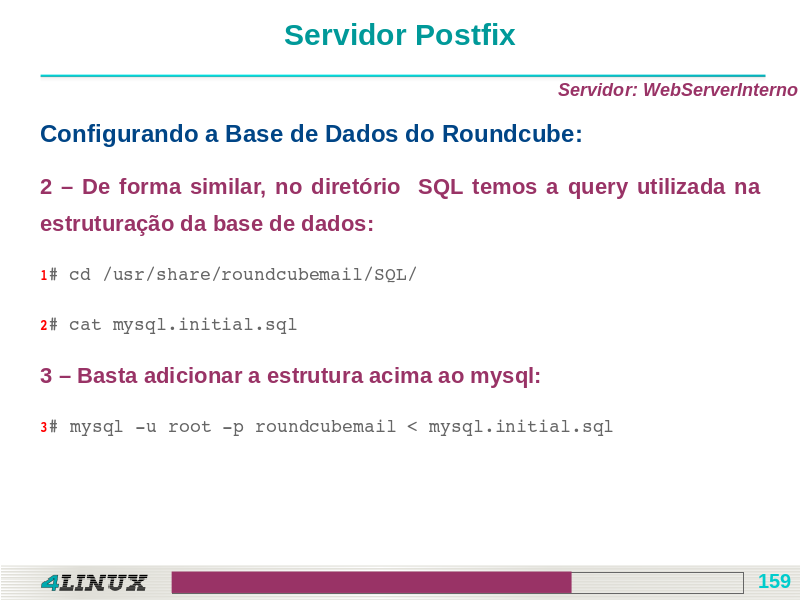 Servidor Postfix
Servidor: WebServerInterno
Configurando a Base de Dados do Roundcube:
2 – De forma similar, no diretório SQL temos a query utilizada na
estruturação da base de dados:
1# cd /usr/share/roundcubemail/SQL/
2# cat mysql.initial.sql
3 – Basta adicionar a estrutura acima ao mysql:
3# mysql –u root –p roundcubemail < mysql.initial.sql
4LINUX
159